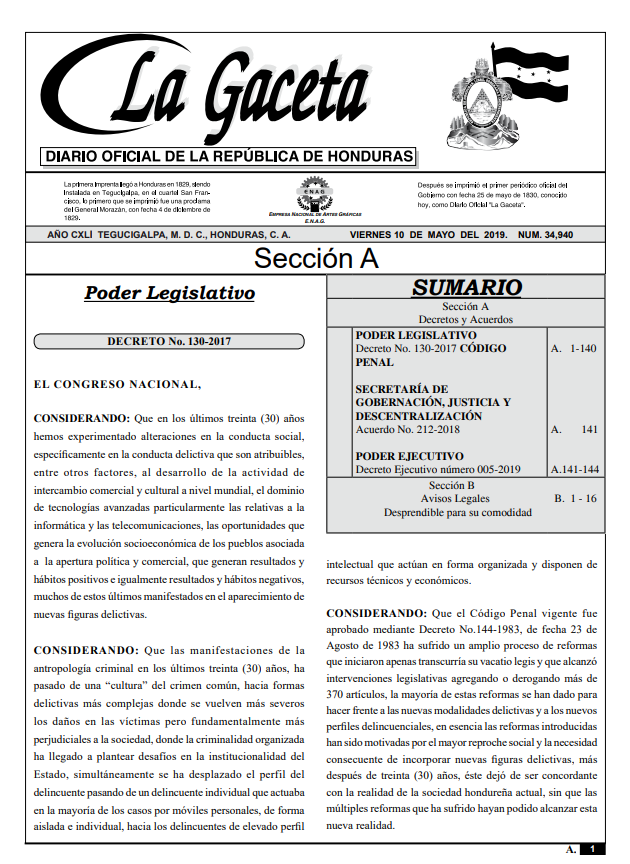 La Gaceta
DIARIO OFICIAL DE LA REPÚBLICA DE HONDURAS
La primera imprenta llegó a Honduras en 1829, siendo
instalada en Tegucigalpa, en el cuartel San Fran-
cisco, lo primero que se imprimió fue una proclama
del General Morazán, con fecha 4 de diciembre de
1829.
ENAG
EMPRESA NACIONAL DE ARTES GRÁFICAS
E.N.A.G.
Después se imprimió el primer periódico oficial del
Gobierno con fecha 25 de mayo de 1830, conocido
hoy, como Diario Oficial "La Gaceta".
AÑO CXLI TEGUCIGALPA, M. D. C., HONDURAS, C. A.
VIERNES 10 DE MAYO DEL 2019. NUM. 34,940
Sección A
Poder Legislativo
DECRETO No. 130-2017
EL CONGRESO NACIONAL,
CONSIDERANDO: Que en los últimos treinta (30) años
hemos experimentado alteraciones en la conducta social,
específicamente en la conducta delictiva que son atribuibles,
entre otros factores, al desarrollo de la actividad de
intercambio comercial y cultural a nivel mundial, el dominio
de tecnologías avanzadas particularmente las relativas a la
informática y las telecomunicaciones, las oportunidades que
genera la evolución socioeconómica de los pueblos asociada
a la apertura política y comercial, que generan resultados y
hábitos positivos e igualmente resultados y hábitos negativos,
muchos de estos últimos manifestados en el aparecimiento de
nuevas figuras delictivas.
CONSIDERANDO: Que las manifestaciones de la
antropología criminal en los últimos treinta (30) años, ha
pasado de una “cultura” del crimen común, hacia formas
delictivas más complejas donde se vuelven más severos
los daños en las víctimas pero fundamentalmente más
perjudiciales a la sociedad, donde la criminalidad organizada
ha llegado a plantear desafíos en la institucionalidad del
Estado, simultáneamente se ha desplazado el perfil del
delincuente pasando de un delincuente individual que actuaba
en la mayoría de los casos por móviles personales, de forma
aislada e individual, hacia los delincuentes de elevado perfil
SUMARIO
Sección A
Decretos y Acuerdos
PODER LEGISLATIVO
Decreto No. 130-2017 CÓDIGO A. 1-140
PENAL
SECRETARÍA DE
GOBERNACIÓN, JUSTICIA Y
DESCENTRALIZACIÓN
Acuerdo No. 212-2018 A. 141
PODER EJECUTIVO
Decreto Ejecutivo número 005-2019 A.141-144
Sección B
Avisos Legales B. 1 - 16
Desprendible para su comodidad
intelectual que actúan en forma organizada y disponen de
recursos técnicos y económicos.
CONSIDERANDO: Que el Código Penal vigente fue
aprobado mediante Decreto No.144-1983, de fecha 23 de
Agosto de 1983 ha sufrido un amplio proceso de reformas
que iniciaron apenas transcurría su vacatio legis y que alcanzó
intervenciones legislativas agregando o derogando más de
370 artículos, la mayoría de estas reformas se han dado para
hacer frente a las nuevas modalidades delictivas y a los nuevos
perfiles delincuenciales, en esencia las reformas introducidas
han sido motivadas por el mayor reproche social y la necesidad
consecuente de incorporar nuevas figuras delictivas, más
después de treinta (30) años, éste dejó de ser concordante
con la realidad de la sociedad hondureña actual, sin que las
múltiples reformas que ha sufrido hayan podido alcanzar esta
nueva realidad.
A. 1